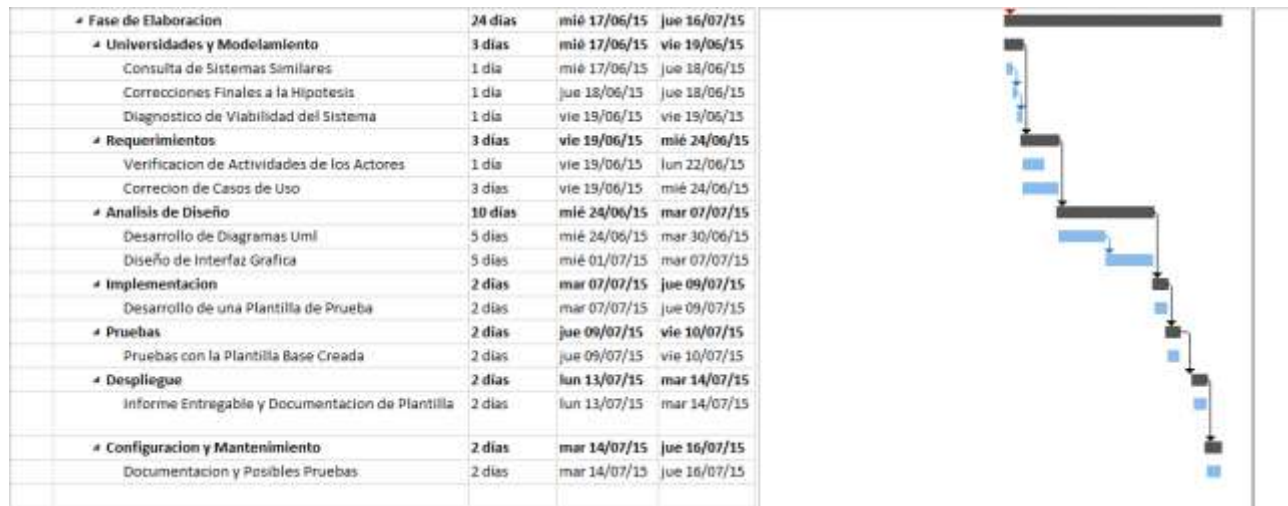 Fase de Elaboracion 24 días mié 17/06/15 jue 16/07/15
Universidades y Modelamiento 3 días mié 17/06/15 vie 19/06/15
Consulta de Sistemas Similares 1 día mié 17/06/15 jue 18/06/15
Correcciones Finales a la Hipotesis 1 día jue 18/06/15 jue 18/06/15
Diagnostico de Viabilidad del Sistema 1 día vie 19/06/15 vie 19/06/15
Requerimientos 3 días vie 19/06/15 mié 24/06/15
Verificacion de Actividades de los Actores 1 día vie 19/06/15 lun 22/06/15
Correcion de Casos de Uso 3 días vie 19/06/15 mié 24/06/15
Analisis de Diseño 10 días mié 24/06/15 mar 07/07/15
Desarrollo de Diagramas Uml 5 días mié 24/06/15 mar 30/06/15
Diseño de Interfaz Grafica 5 días mié 01/07/15 mar 07/07/15
Implementacion 2 días mar 07/07/15 jue 09/07/15
Desarrollo de una Plantilla de Prueba 2 días mar 07/07/15 jue 09/07/15
Pruebas 2 días jue 09/07/15 vie 10/07/15
Pruebas con la Plantilla Base Creada 2 días jue 09/07/15 vie 10/07/15
Despliegue 2 días lun 13/07/15 mar 14/07/15
Informe Entregable y Documentacion de Plantilla 2 días lun 13/07/15 mar 14/07/15
Configuracion y Mantenimiento 2 días mar 14/07/15 jue 16/07/15
Documentacion y Posibles Pruebas 2 días mar 14/07/15 jue 16/07/15